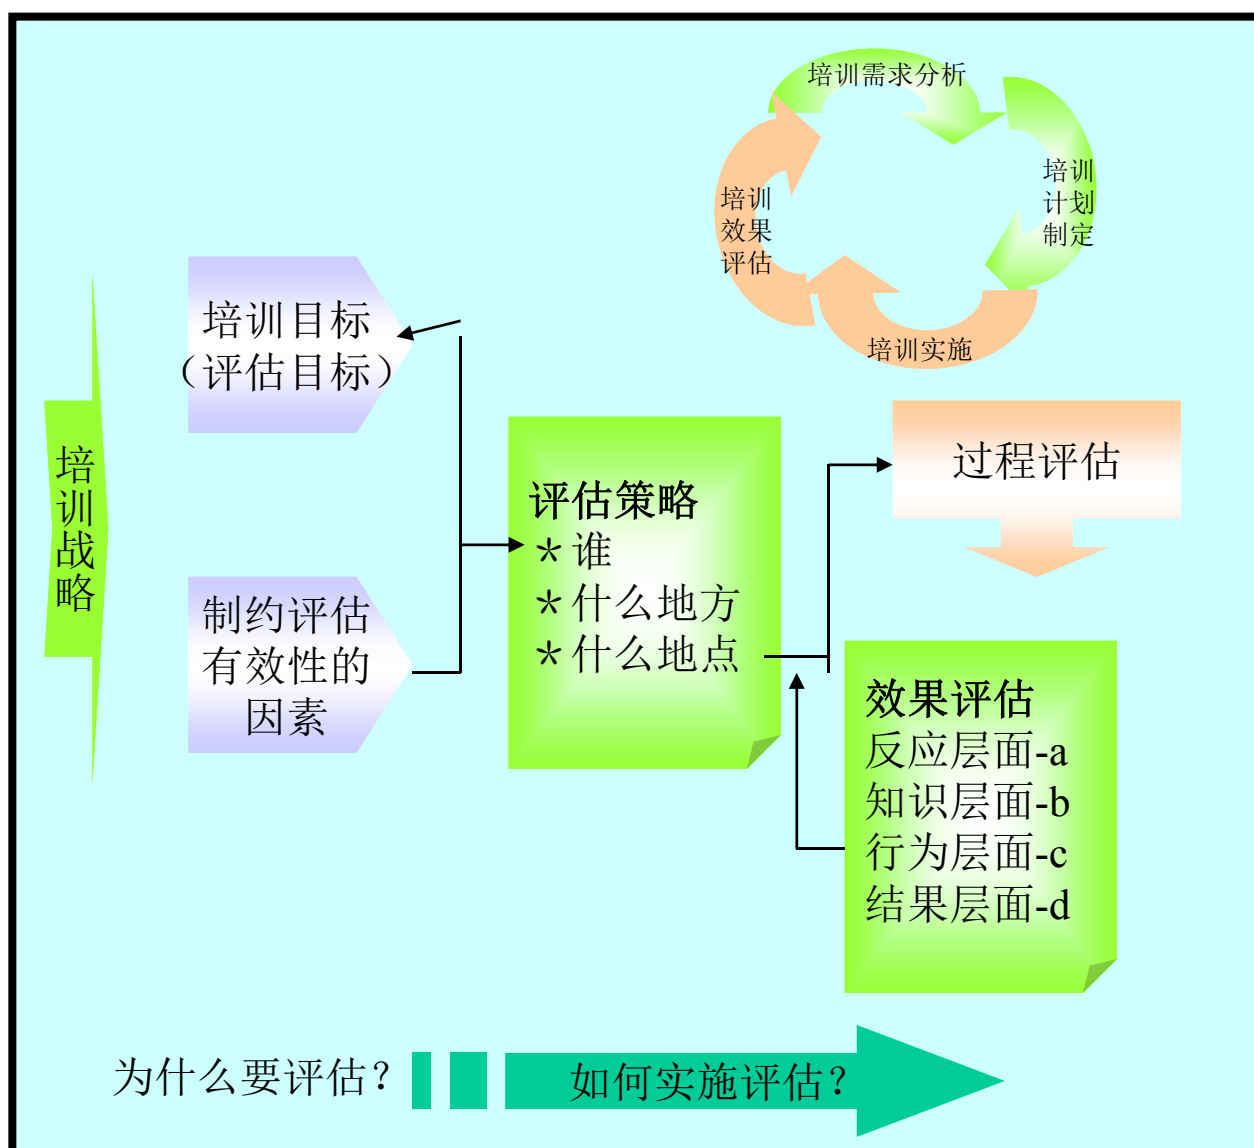 培训需求分析
培训
计划
制定
培训
效果
评估
培训实施
培训战略
培训目标
（评估目标）
制约评估
有效性的
因素
评估策略
＊谁
＊什么地方
＊什么地点
过程评估
效果评估
反应层面-a
知识层面-b
行为层面-c
结果层面-d
为什么要评估？
如何实施评估？